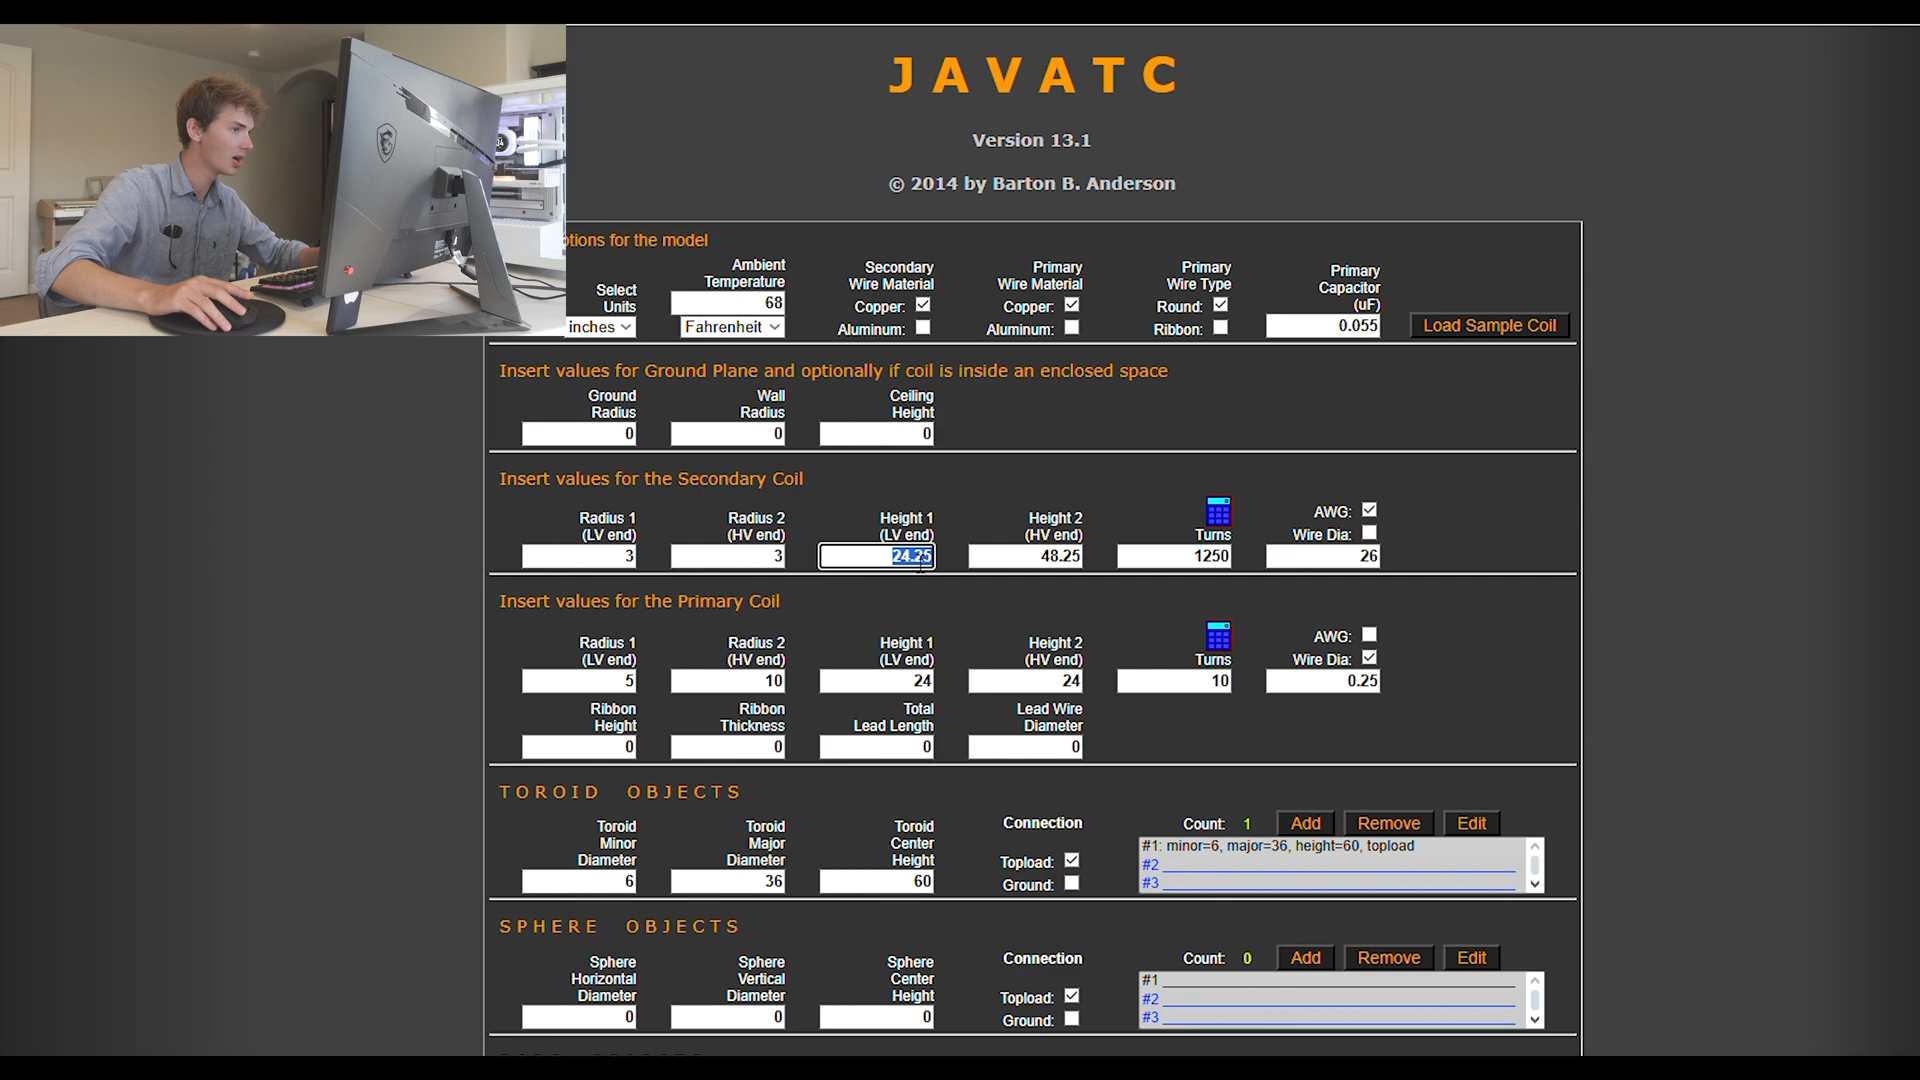 JAVATC
Version 13.1
© 2014 by Barton B. Anderson
ptions for the model
Select Units
inches
Ambient Temperature
68
Fahrenheit
Secondary Wire Material
Copper:
Aluminum:
Primary Wire Material
Copper:
Aluminum:
Primary Wire Type
Round:
Ribbon:
Primary Capacitor (uF)
0.055
Load Sample Coil
Insert values for Ground Plane and optionally if coil is inside an enclosed space
Ground Radius
Wall Radius
Ceiling Height
0 0 0
Insert values for the Secondary Coil
Radius 1 (LV end)
Radius 2 (HV end)
Height 1 (LV end)
Height 2 (HV end)
Turns
AWG:
Wire Dia:
3 3 24.25 48.25 1250 26
Insert values for the Primary Coil
Radius 1 (LV end)
Radius 2 (HV end)
Height 1 (LV end)
Height 2 (HV end)
Turns
AWG:
Wire Dia:
5 10 24 24 10 0.25
Ribbon Height
Ribbon Thickness
Total Lead Length
Lead Wire Diameter
0 0 0 0
TOROID OBJECTS
Toroid Minor Diameter
Toroid Major Diameter
Toroid Center Height
6 36 60
Connection
Topload:
Ground:
Count: 1 Add Remove Edit
#1: minor=6, major=36, height=60, topload
#2
#3
SPHERE OBJECTS
Sphere Horizontal Diameter
Sphere Vertical Diameter
Sphere Center Height
0 0 0
Connection
Topload:
Ground:
Count: 0 Add Remove Edit
#1
#2
#3